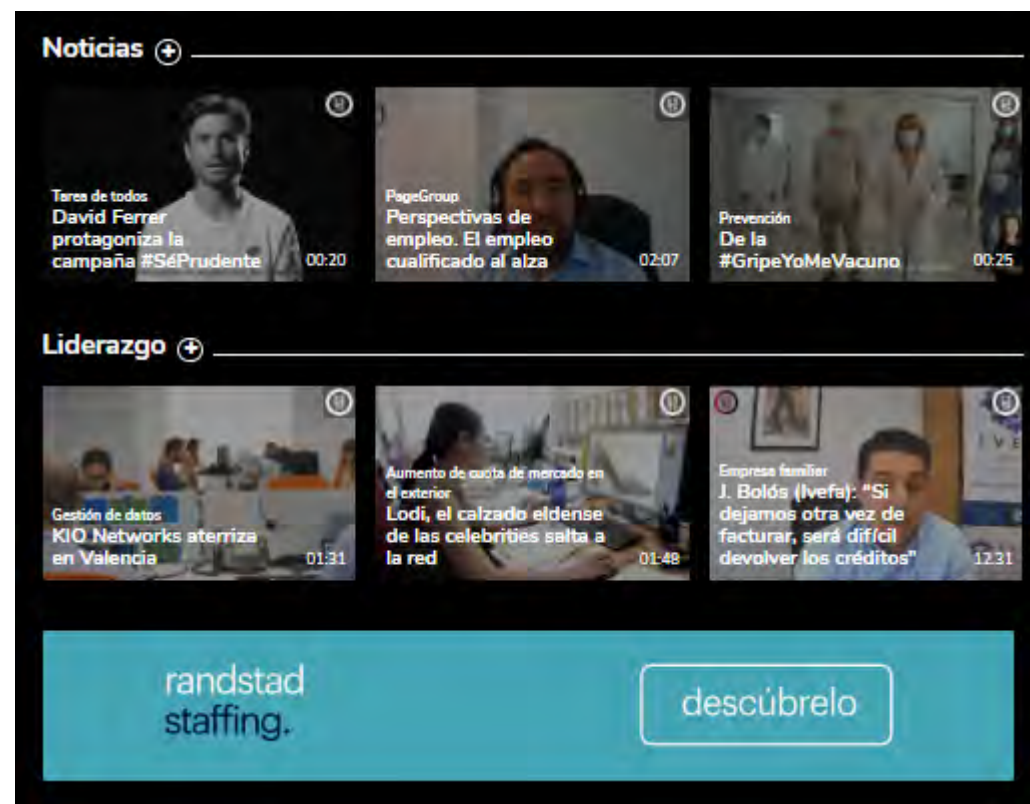 Noticias
Tarea de todos
David Ferrer
protagoniza la
campaña #SéPrudente
00:20
PageGroup
Perspectivas de
empleo. El empleo
cualificado al alza
02:07
Prevención
De la
#GripeYoMeVacuno
00:25
Liderazgo
Gestión de datos
KIO Networks aterriza
en Valencia
01:31
Aumento de cuota de mercado en
el exterior
Lodi, el calzado eldense
de las celebrities salta a
la red
01:48
Empresa familiar
J. Bolós (Ivefa): "Si
dejamos otra vez de
facturar, será difícil
devolver los créditos"
12:31
IVE
randstad
staffing.
descúbrelo